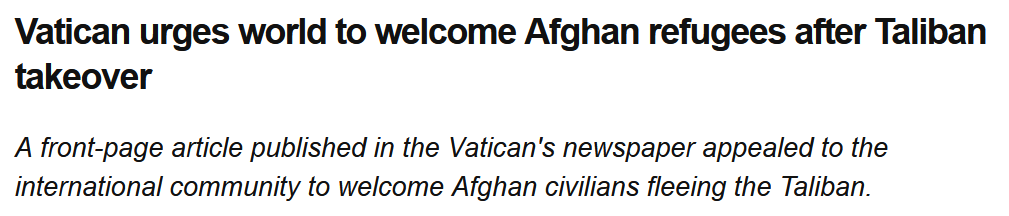 Vatican urges world to welcome Afghan refugees after Taliban
takeover
A front-page article published in the Vatican's newspaper appealed to the
international community to welcome Afghan civilians fleeing the Taliban.